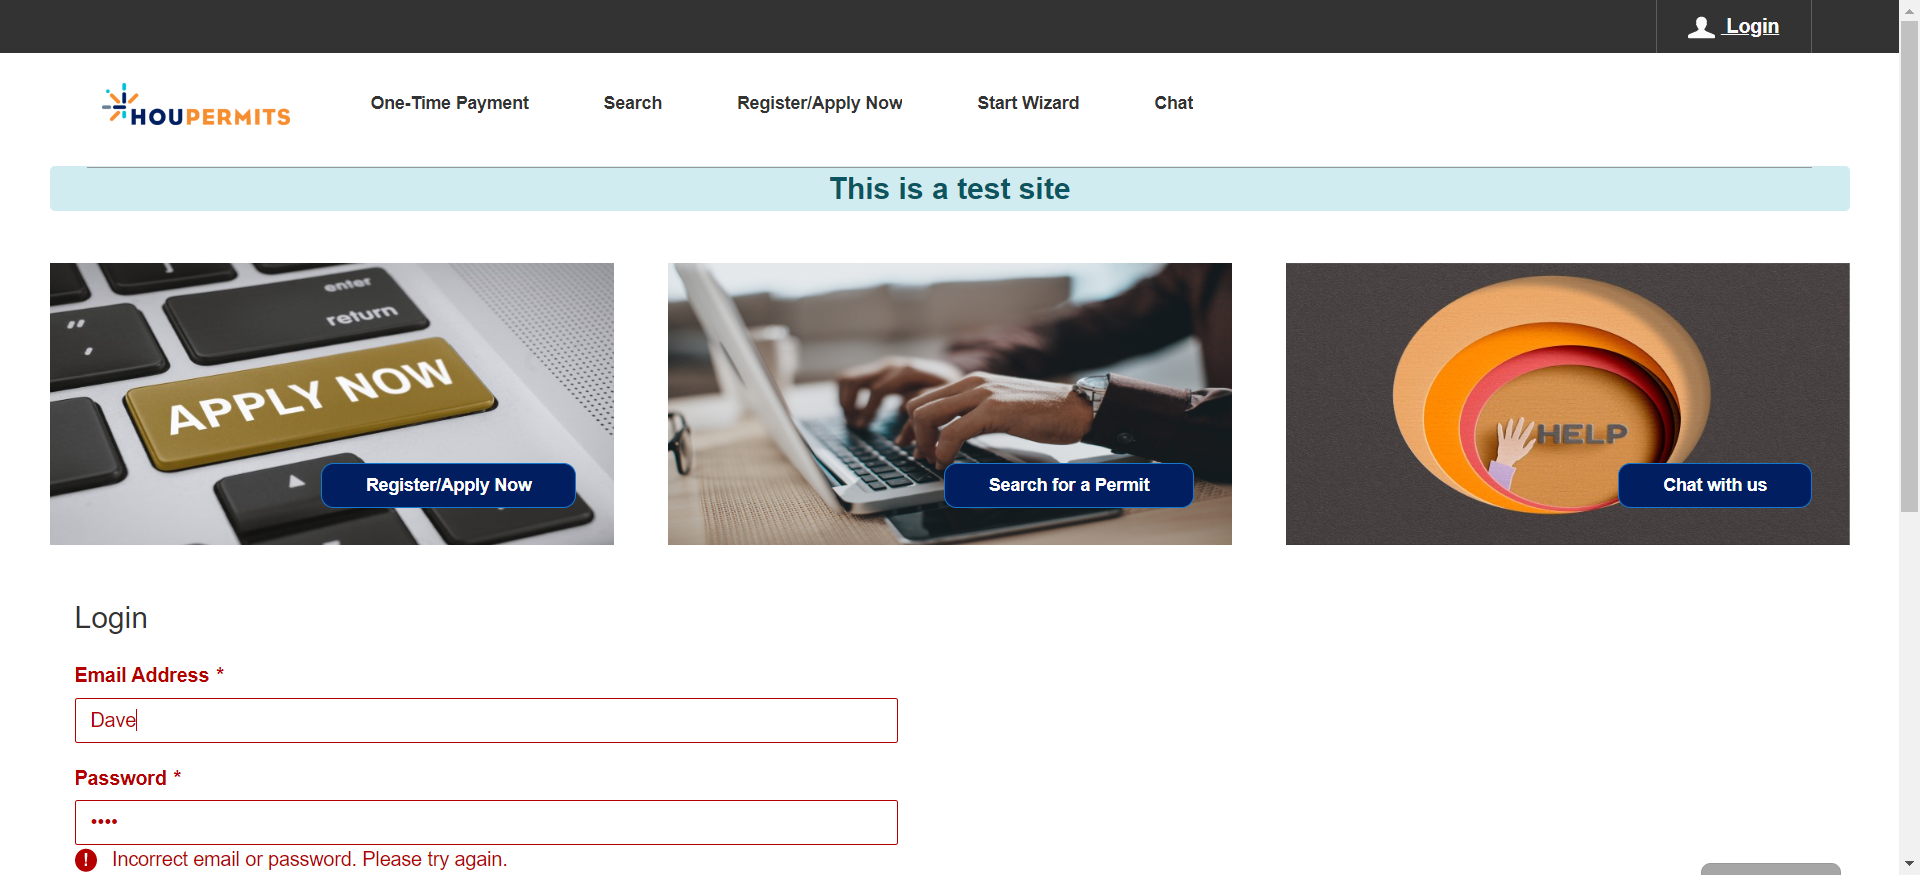 Login
HOUPERMITS
One-Time Payment
Search
Register/Apply Now
Start Wizard
Chat
This is a test site
enter
return
APPLY NOW
Register/Apply Now
Search for a Permit
HELP
Chat with us
Login
Email Address *
Dave
Password *
••••
Incorrect email or password. Please try again.